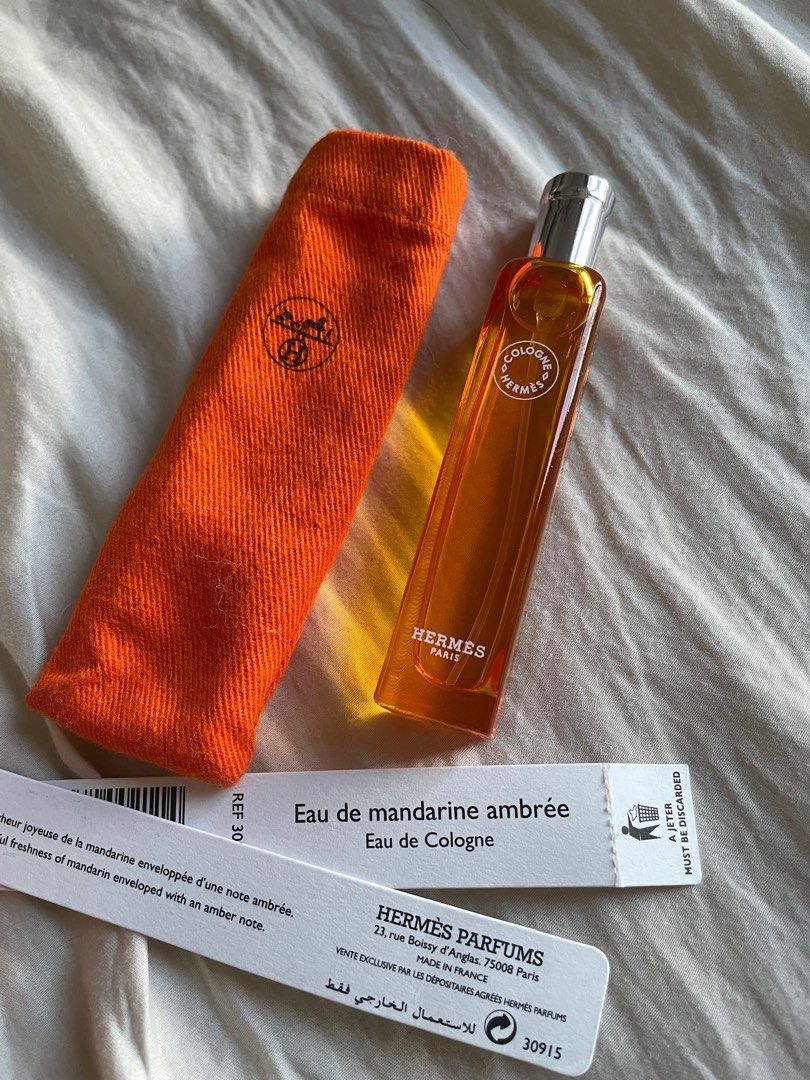 COLOGNE
HERMÈS
HERMÈS
PARIS
REF 30
Eau de mandarine ambrée
Eau de Cologne
A JETER
MUST BE DISCARDED
joyeuse de la mandarine enveloppée d'une note ambrée.
freshness of mandarin enveloped with an amber note.
HERMÈS PARFUMS
23, rue Boissy d'Anglas. 75008 Paris
MADE IN FRANCE
VENTE EXCLUSIVE PAR LES DÉPOSITAIRES AGRÉÉS HERMÈS PARFUMS
للاستعمال الخارجي فقط
30915